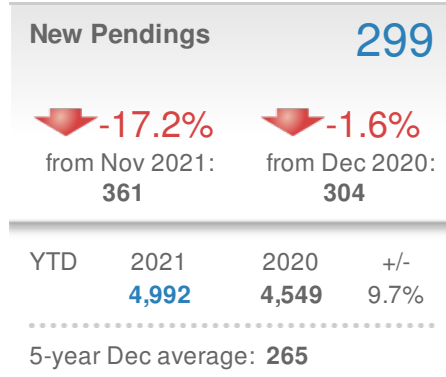 New Pendings 299
-17.2% -1.6%
from Nov 2021: from Dec 2020:
361 304
YTD 2021 2020 +/-
4,992 4,549 9.7%
5-year Dec average: 265